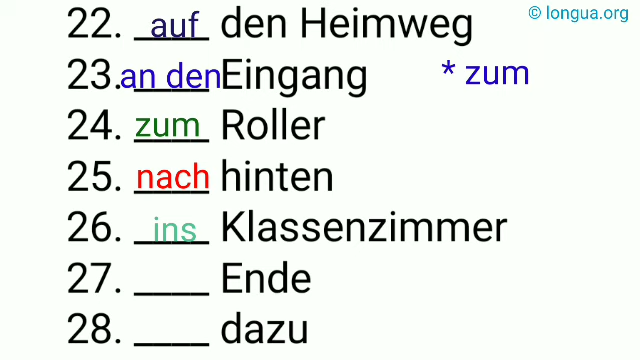 © longua.org
22. auf den Heimweg
23. an den Eingang * zum
24. zum Roller
25. nach hinten
26. ins Klassenzimmer
27. ____ Ende
28. ____ dazu